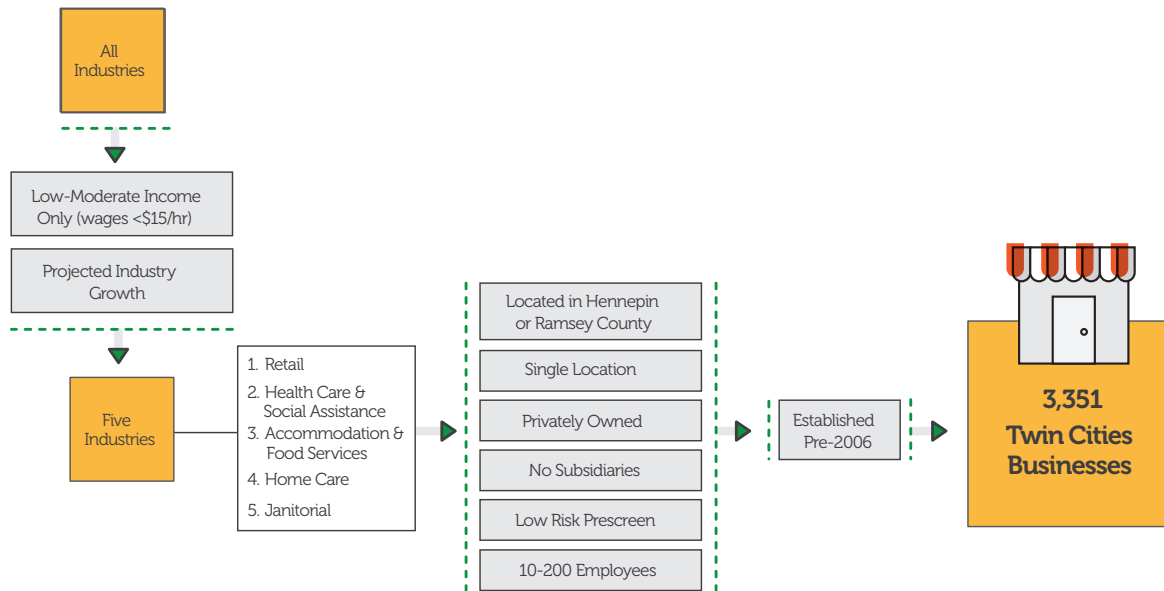 All
Industries
Low-Moderate Income
Only (wages <$15/hr)
Projected Industry
Growth
Five
Industries
1. Retail
2. Health Care &
Social Assistance
3. Accommodation &
Food Services
4. Home Care
5. Janitorial
Located in Hennepin
or Ramsey County
Single Location
Privately Owned
No Subsidiaries
Low Risk Prescreen
10-200 Employees
Established
Pre-2006
3,351
Twin Cities
Businesses